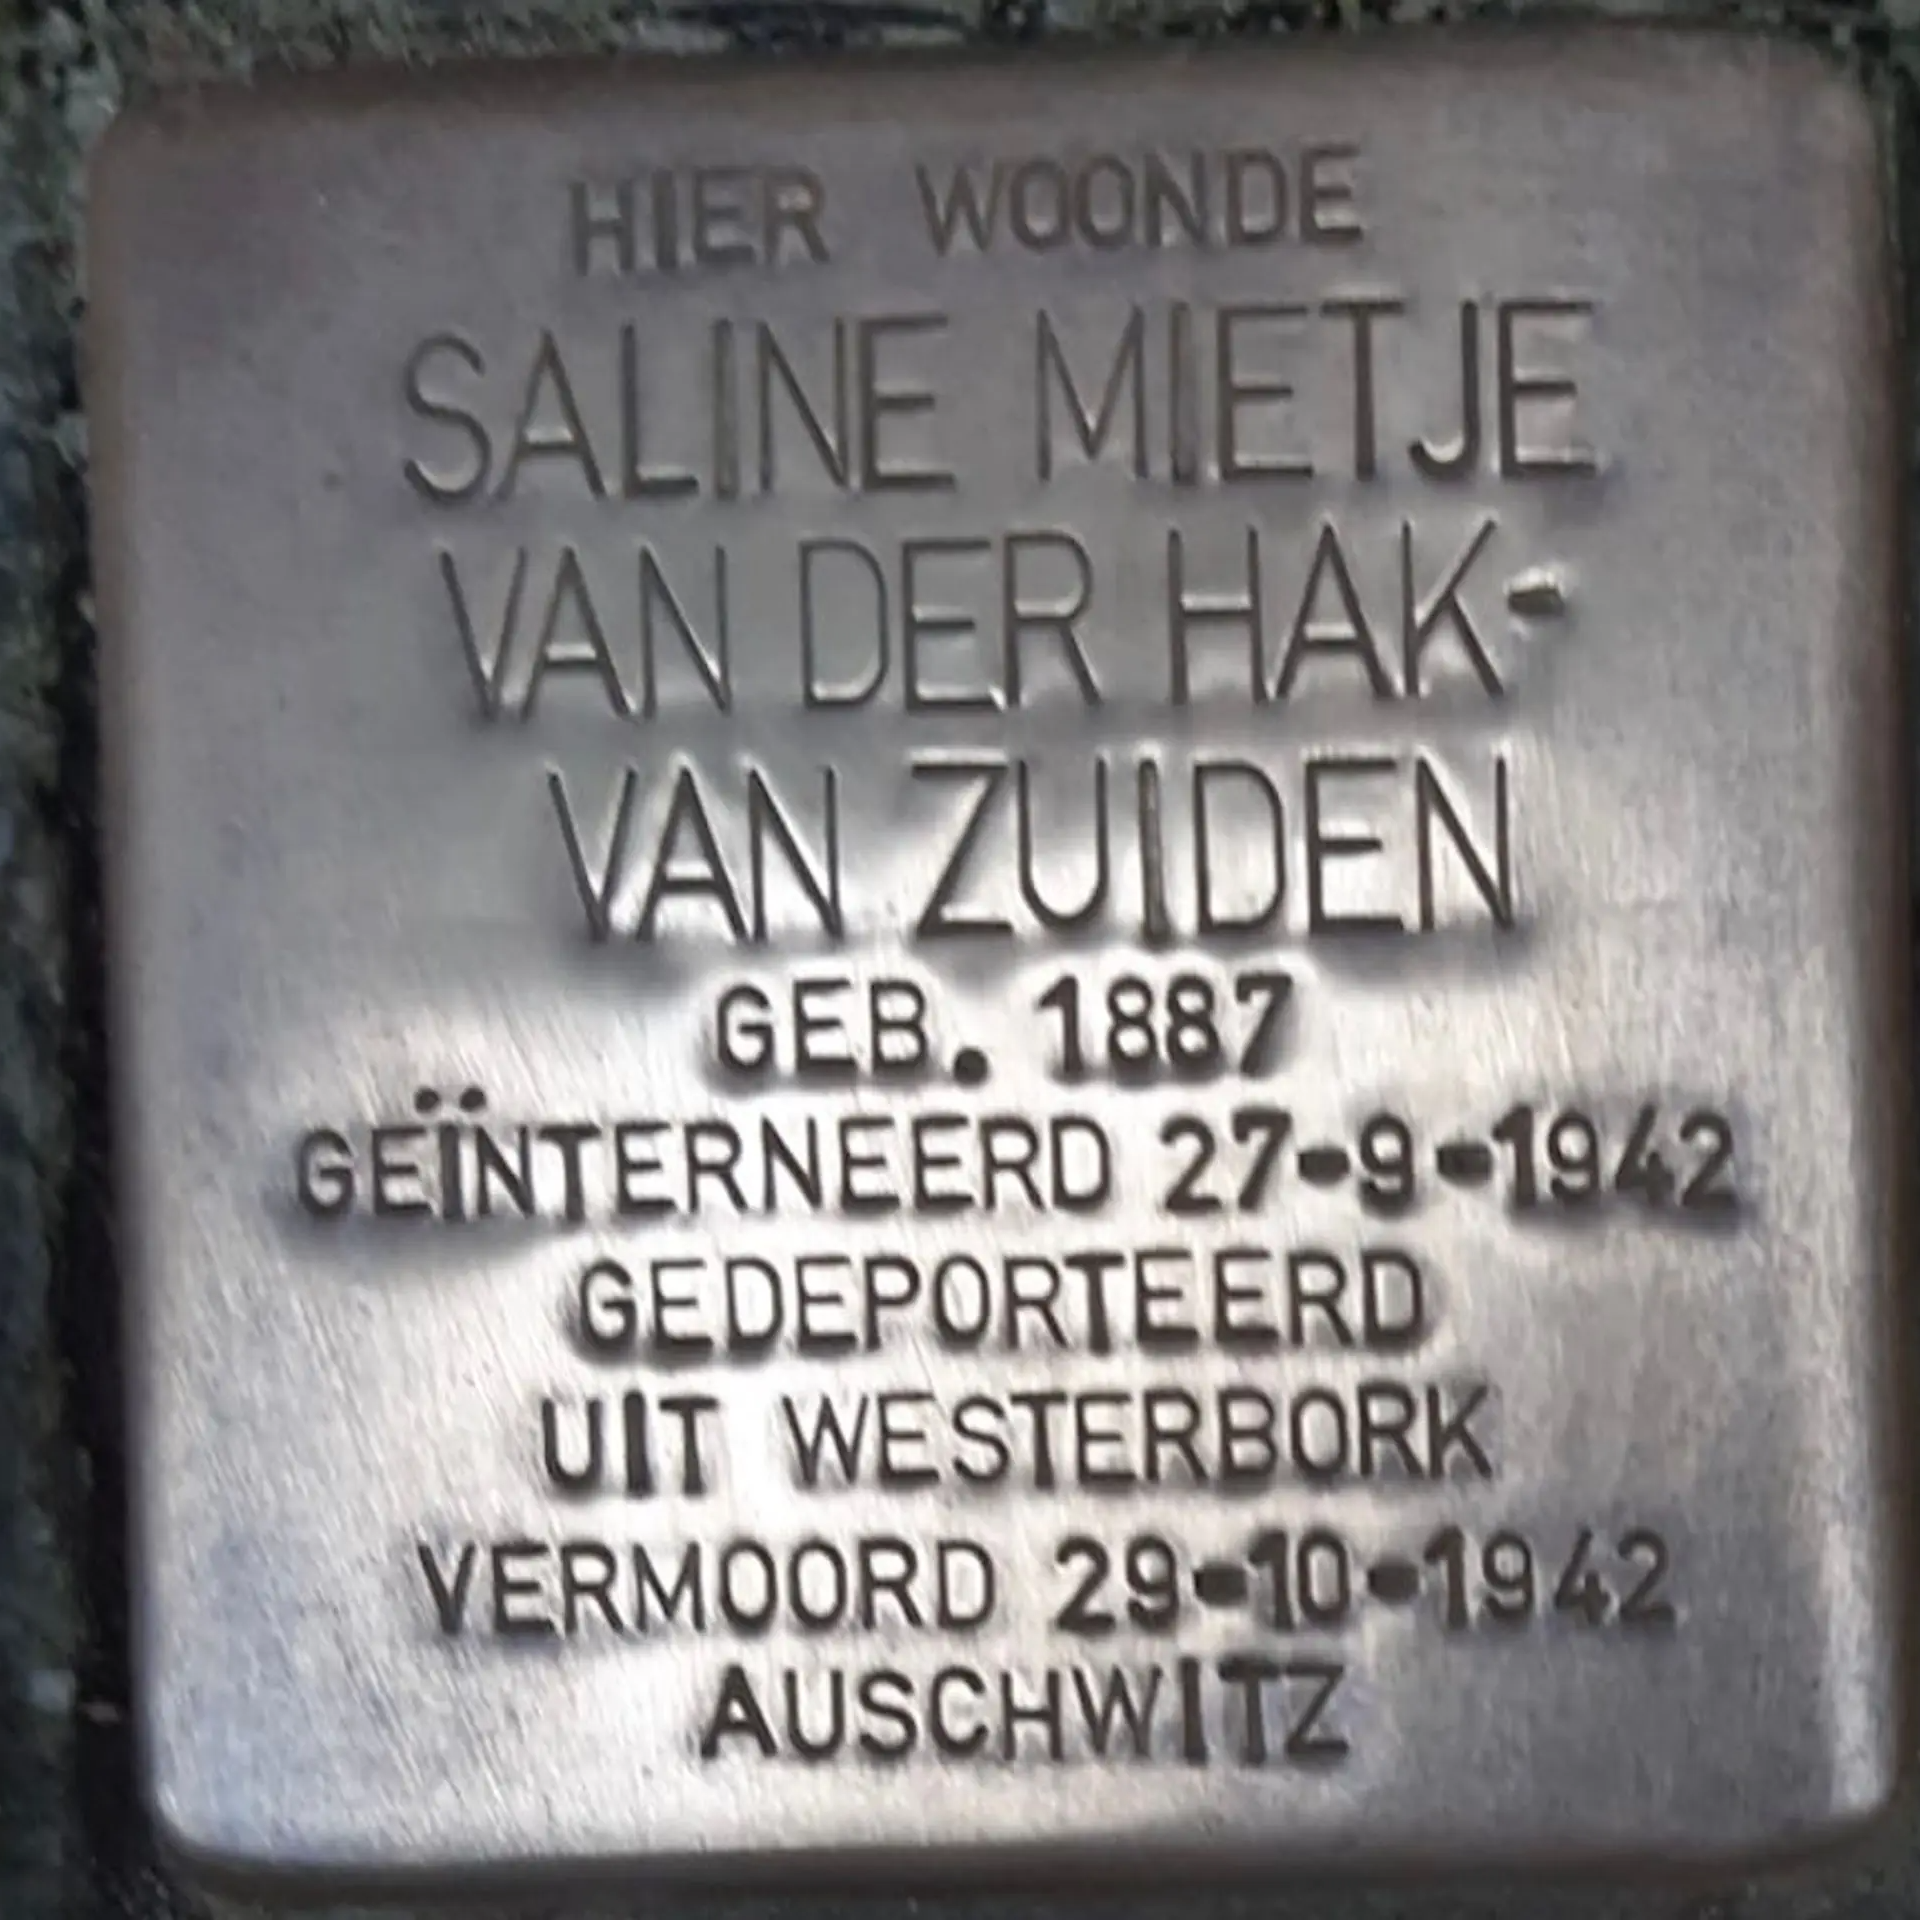 HIER WOONDE
SALINE MIETJE
VAN DER HAK-
VAN ZUIDEN
GEB. 1887
GEÏNTERNEERD 27-9-1942
GEDEPORTEERD
UIT WESTERBORK
VERMOORD 29-10-1942
AUSCHWITZ